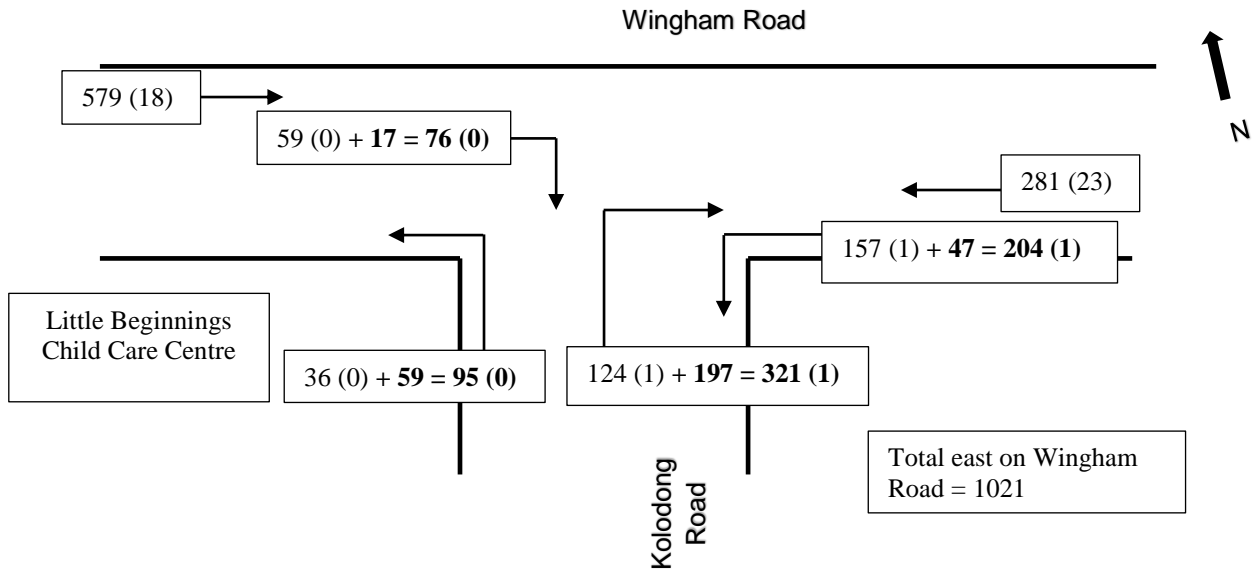 Wingham Road
579 (18)
59 (0) + 17 = 76 (0)
N
281 (23)
157 (1) + 47 = 204 (1)
Little Beginnings
Child Care Centre
36 (0) + 59 = 95 (0)
124 (1) + 197 = 321 (1)
Kolodong
Road
Total east on Wingham
Road = 1021